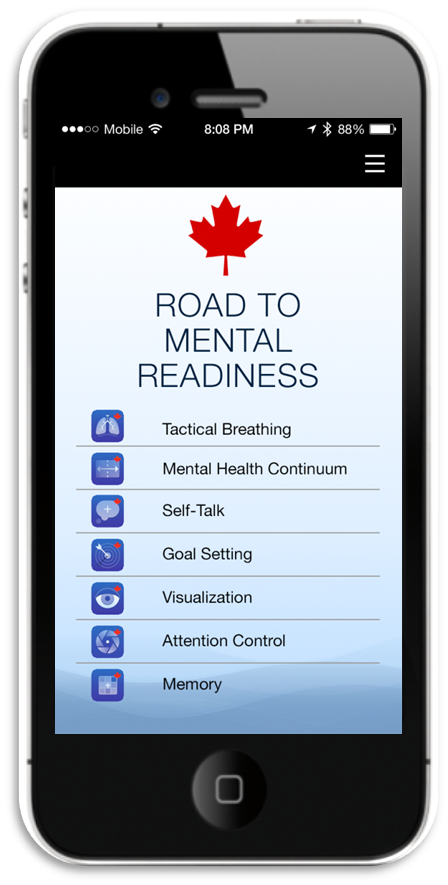 Mobile 8:08 PM 88%
ROAD TO
MENTAL
READINESS
Tactical Breathing
Mental Health Continuum
Self-Talk
Goal Setting
Visualization
Attention Control
Memory